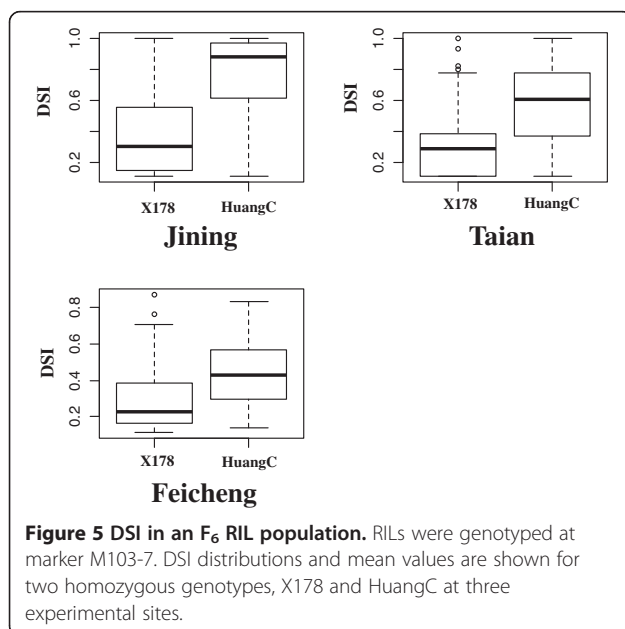 DSI
1.0
0.6
0.2
X178
HuangC
Jining
DSI
1.0
0.6
0.2
X178
HuangC
Taian
DSI
0.8
0.6
0.4
0.2
X178
HuangC
Feicheng
Figure 5 DSI in an F₆ RIL population. RILs were genotyped at
marker M103-7. DSI distributions and mean values are shown for
two homozygous genotypes, X178 and HuangC at three
experimental sites.